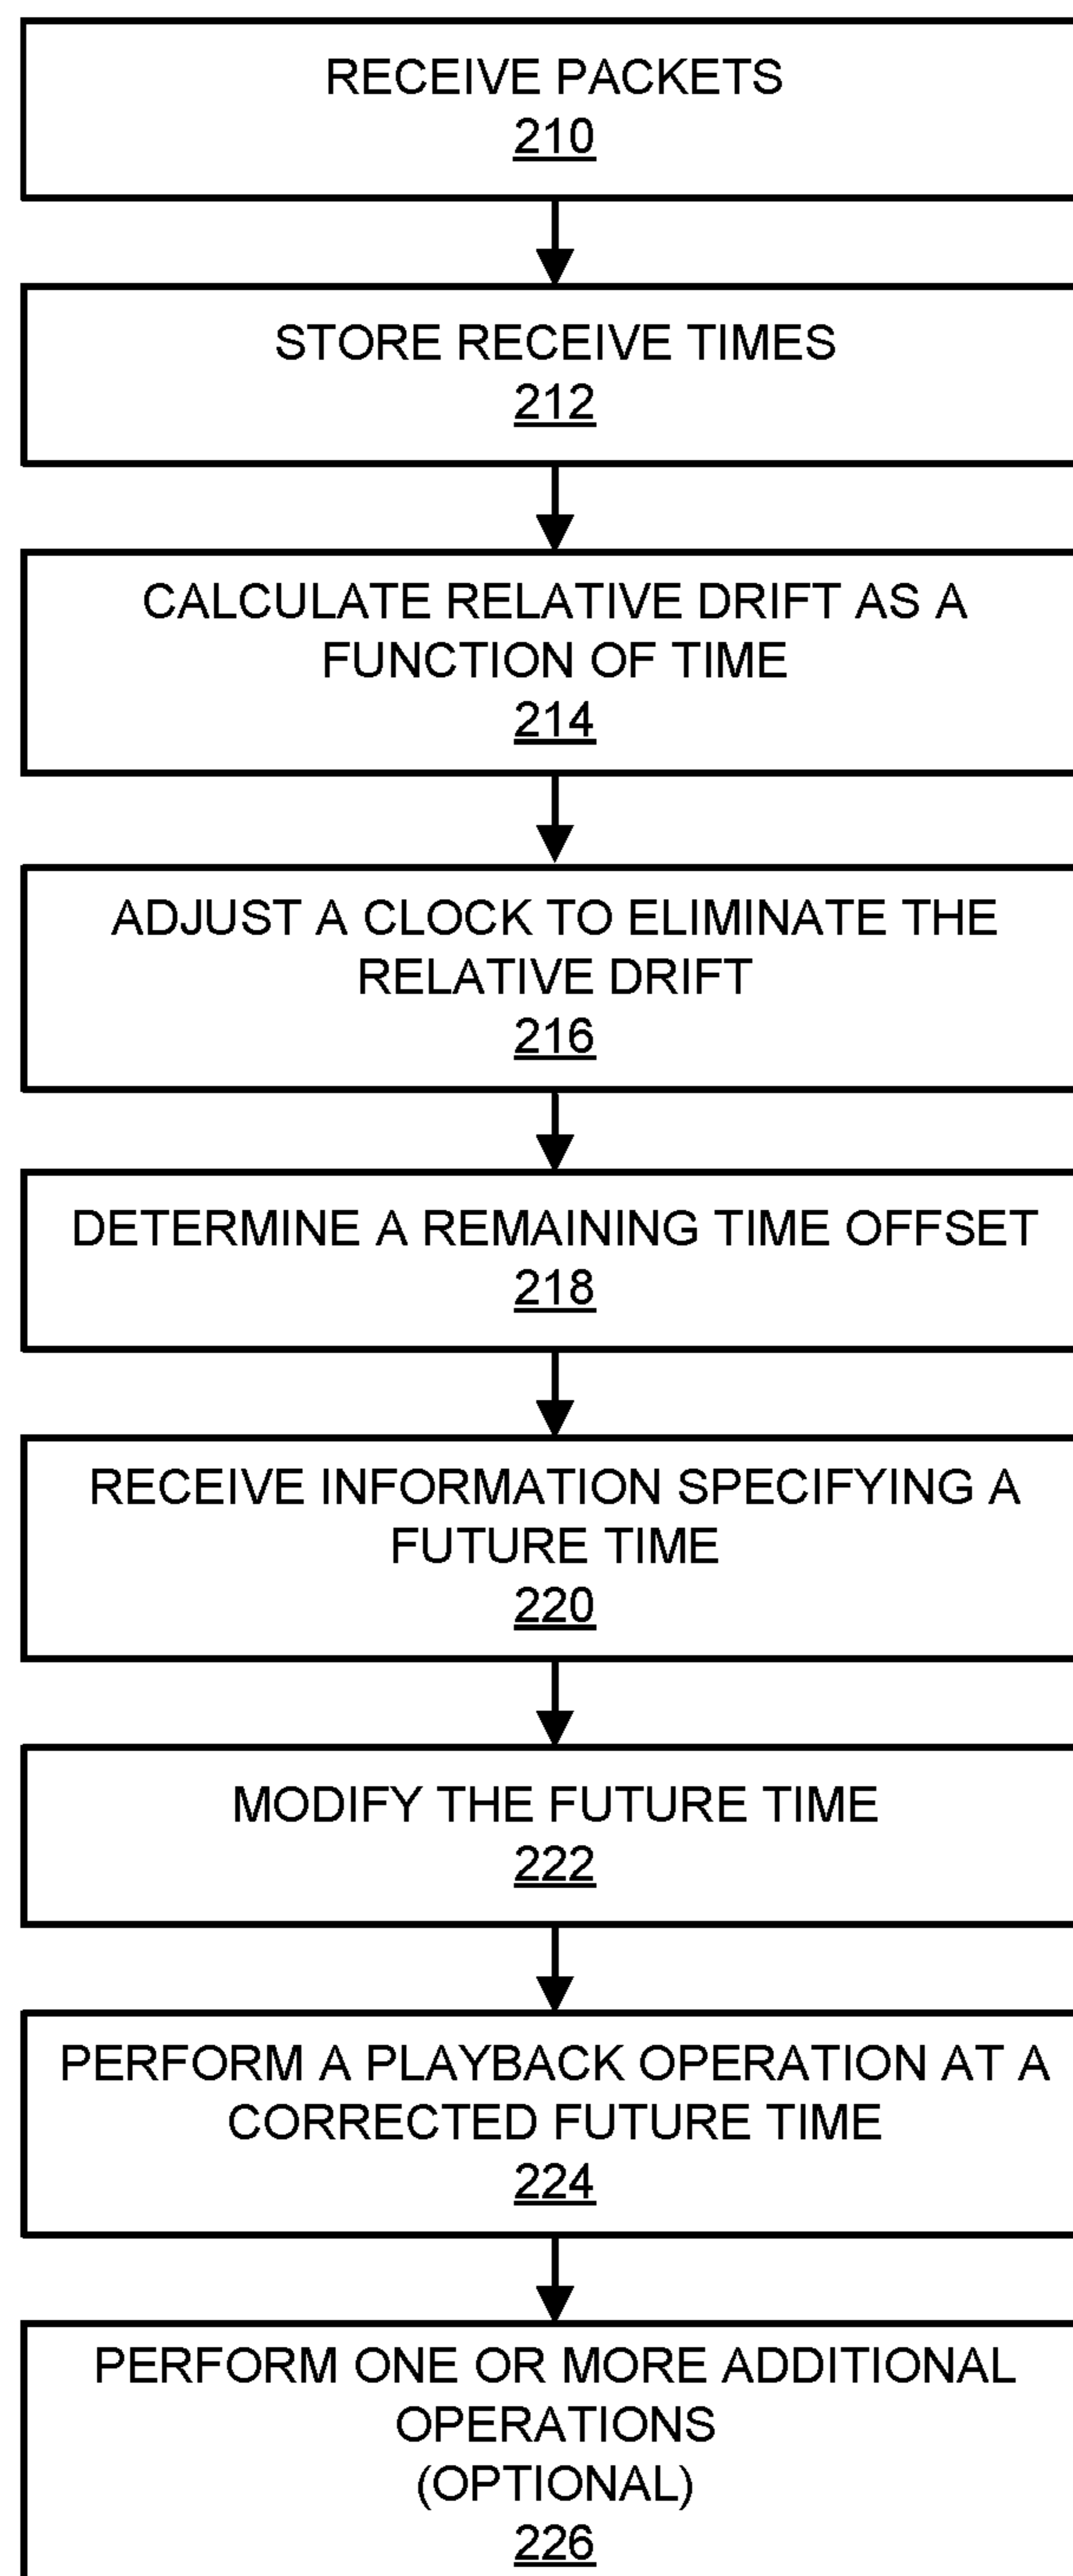 RECEIVE PACKETS
210
STORE RECEIVE TIMES
212
CALCULATE RELATIVE DRIFT AS A
FUNCTION OF TIME
214
ADJUST A CLOCK TO ELIMINATE THE
RELATIVE DRIFT
216
DETERMINE A REMAINING TIME OFFSET
218
RECEIVE INFORMATION SPECIFYING A
FUTURE TIME
220
MODIFY THE FUTURE TIME
222
PERFORM A PLAYBACK OPERATION AT A
CORRECTED FUTURE TIME
224
PERFORM ONE OR MORE ADDITIONAL
OPERATIONS
(OPTIONAL)
226